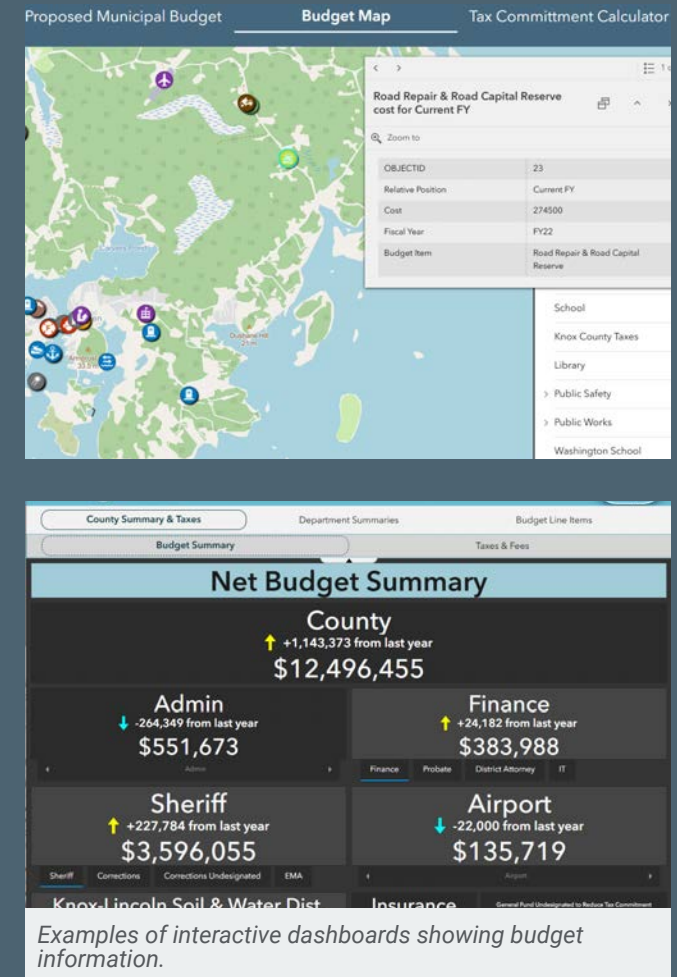 Proposed Municipal Budget
Budget Map
Tax Committment Calculator
Road Repair & Road Capital Reserve
cost for Current FY
Zoom to
OBJECTID 23
Relative Position Current FY
Cost 274500
Fiscal Year FY22
Budget Item Road Repair & Road Capital
Reserve
School
Knox County Taxes
Library
> Public Safety
> Public Works
Washington School
County Summary & Taxes
Department Summaries
Budget Line Items
Budget Summary
Taxes & Fees
Net Budget Summary
County
+1,143,373 from last year
$12,496,455
Admin
-264,349 from last year
$551,673
Admin
Finance
+24,182 from last year
$383,988
Finance Probate District Attorney IT
Sheriff
+227,784 from last year
$3,596,055
Sheriff Corrections Corrections Undesignated EMA
Airport
-22,000 from last year
$135,719
Airport
Knox-Lincoln Soil & Water Dist
Insurance
General Fund Undesignated to Reduce Tax Commitment
Examples of interactive dashboards showing budget
information.